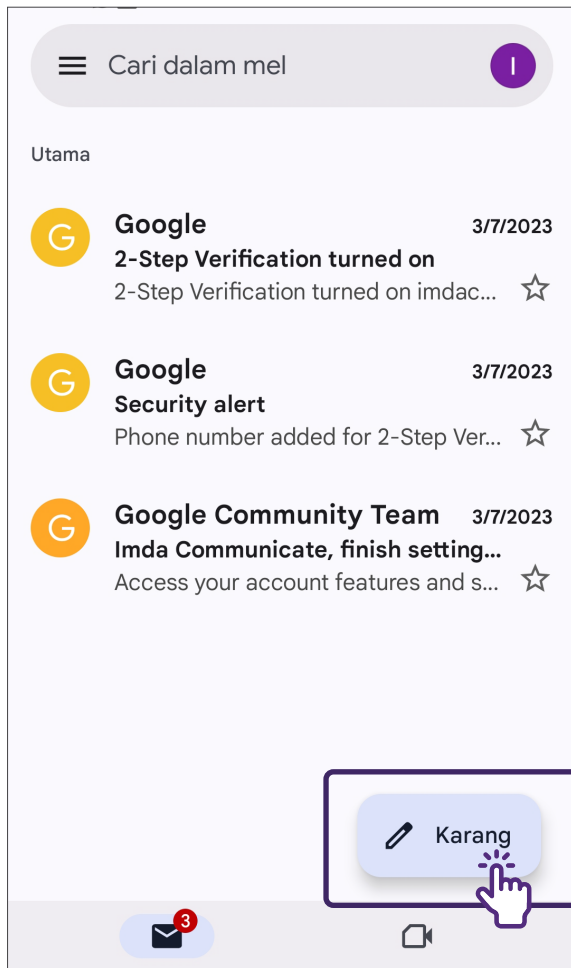 Cari dalam mel
I
Utama
G
Google
3/7/2023
2-Step Verification turned on
2-Step Verification turned on imdac...
G
Google
3/7/2023
Security alert
Phone number added for 2-Step Ver...
G
Google Community Team
3/7/2023
Imda Communicate, finish setting...
Access your account features and s...
Karang
3